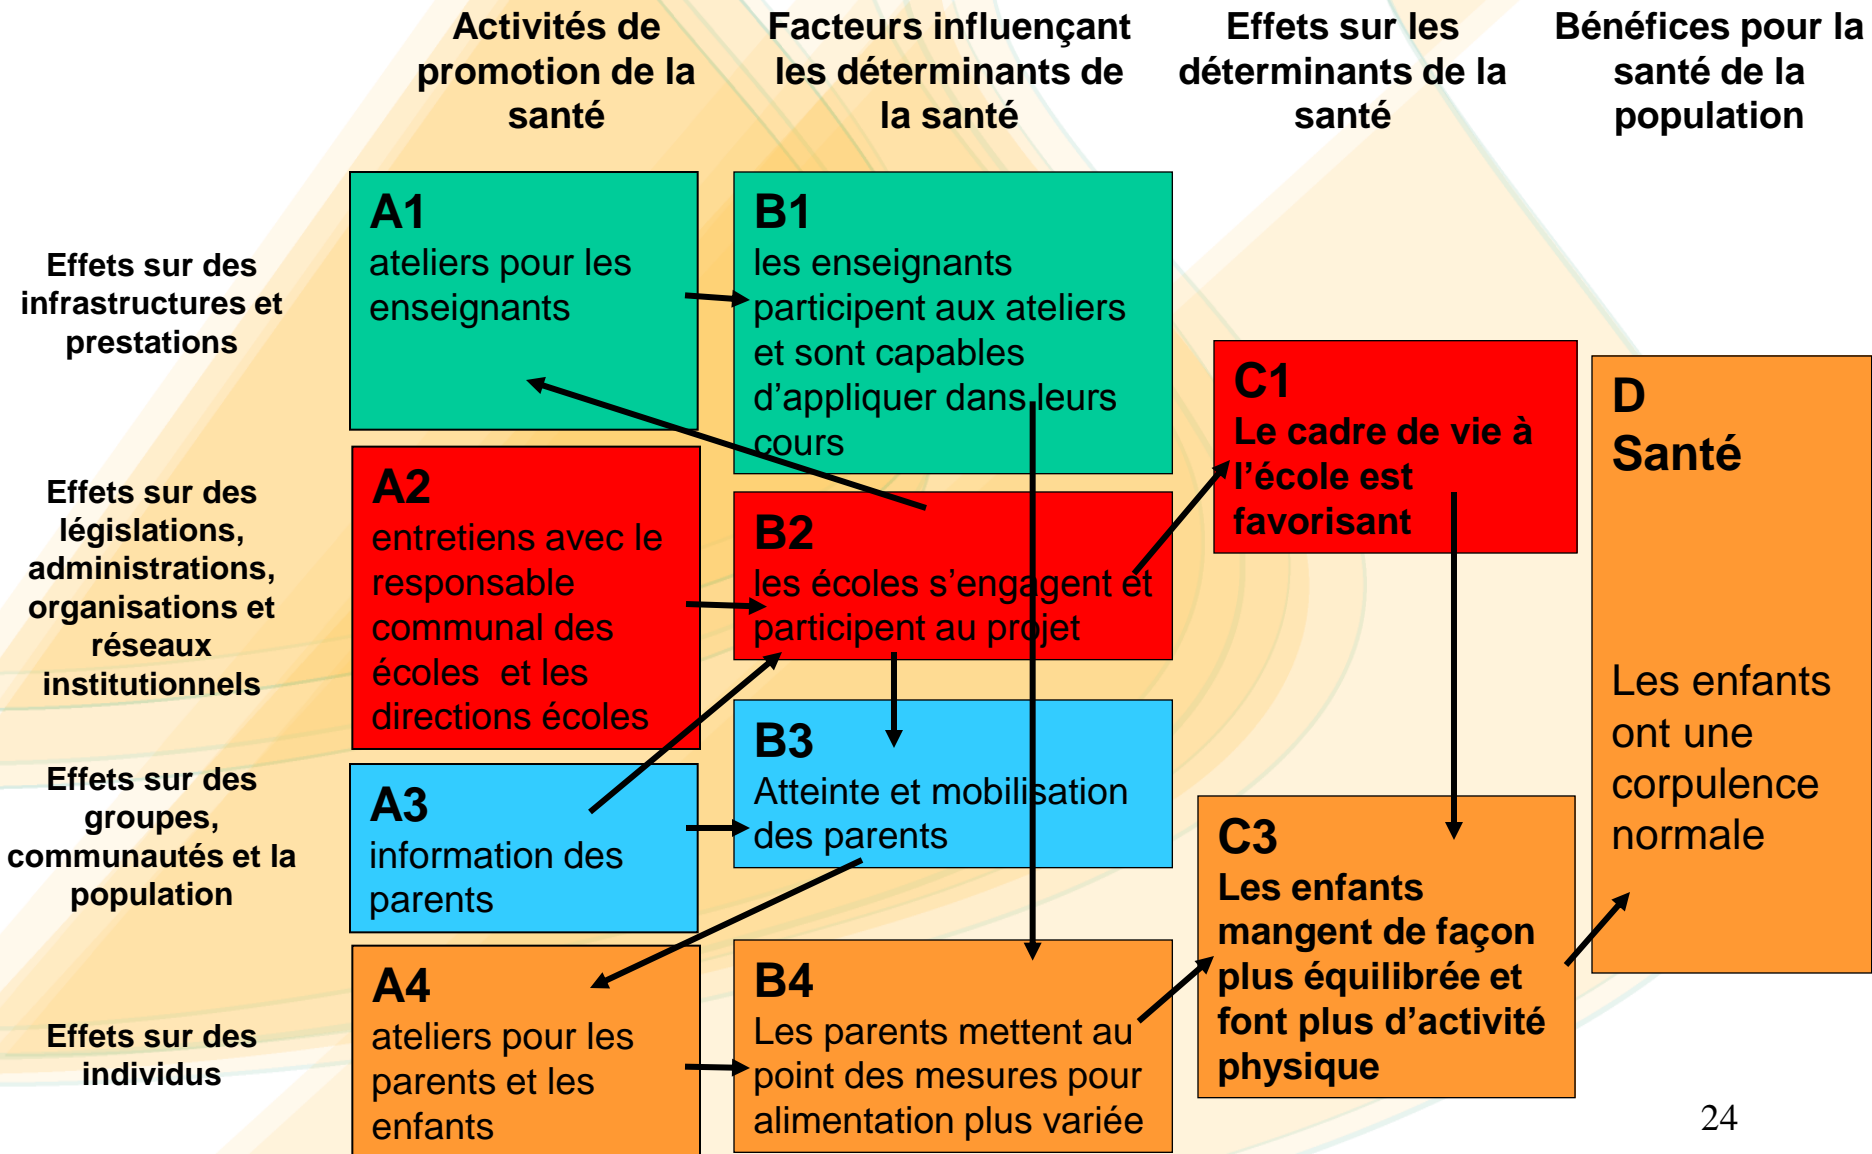 Activités de
promotion de la
santé
Facteurs influençant
les déterminants de
la santé
Effets sur les
déterminants de la
santé
Bénéfices pour la
santé de la
population
Effets sur des
infrastructures et
prestations
A1
ateliers pour les
enseignants
B1
les enseignants
participent aux ateliers
et sont capables
d’appliquer dans leurs
cours
Effets sur des
législations,
administrations,
organisations et
réseaux
institutionnels
A2
entretiens avec le
responsable
communal des
écoles et les
directions écoles
B2
les écoles s’engagent et
participent au projet
C1
Le cadre de vie à
l’école est
favorisant
D
Santé
Les enfants
ont une
corpulence
normale
Effets sur des
groupes,
communautés et la
population
A3
information des
parents
B3
Atteinte et mobilisation
des parents
C3
Les enfants
mangent de façon
plus équilibrée et
font plus d’activité
physique
Effets sur des
individus
A4
ateliers pour les
parents et les
enfants
B4
Les parents mettent au
point des mesures pour
alimentation plus variée
24